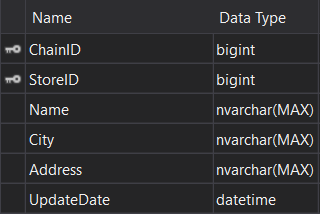 Name Data Type
ChainID bigint
StoreID bigint
Name nvarchar(MAX)
City nvarchar(MAX)
Address nvarchar(MAX)
UpdateDate datetime